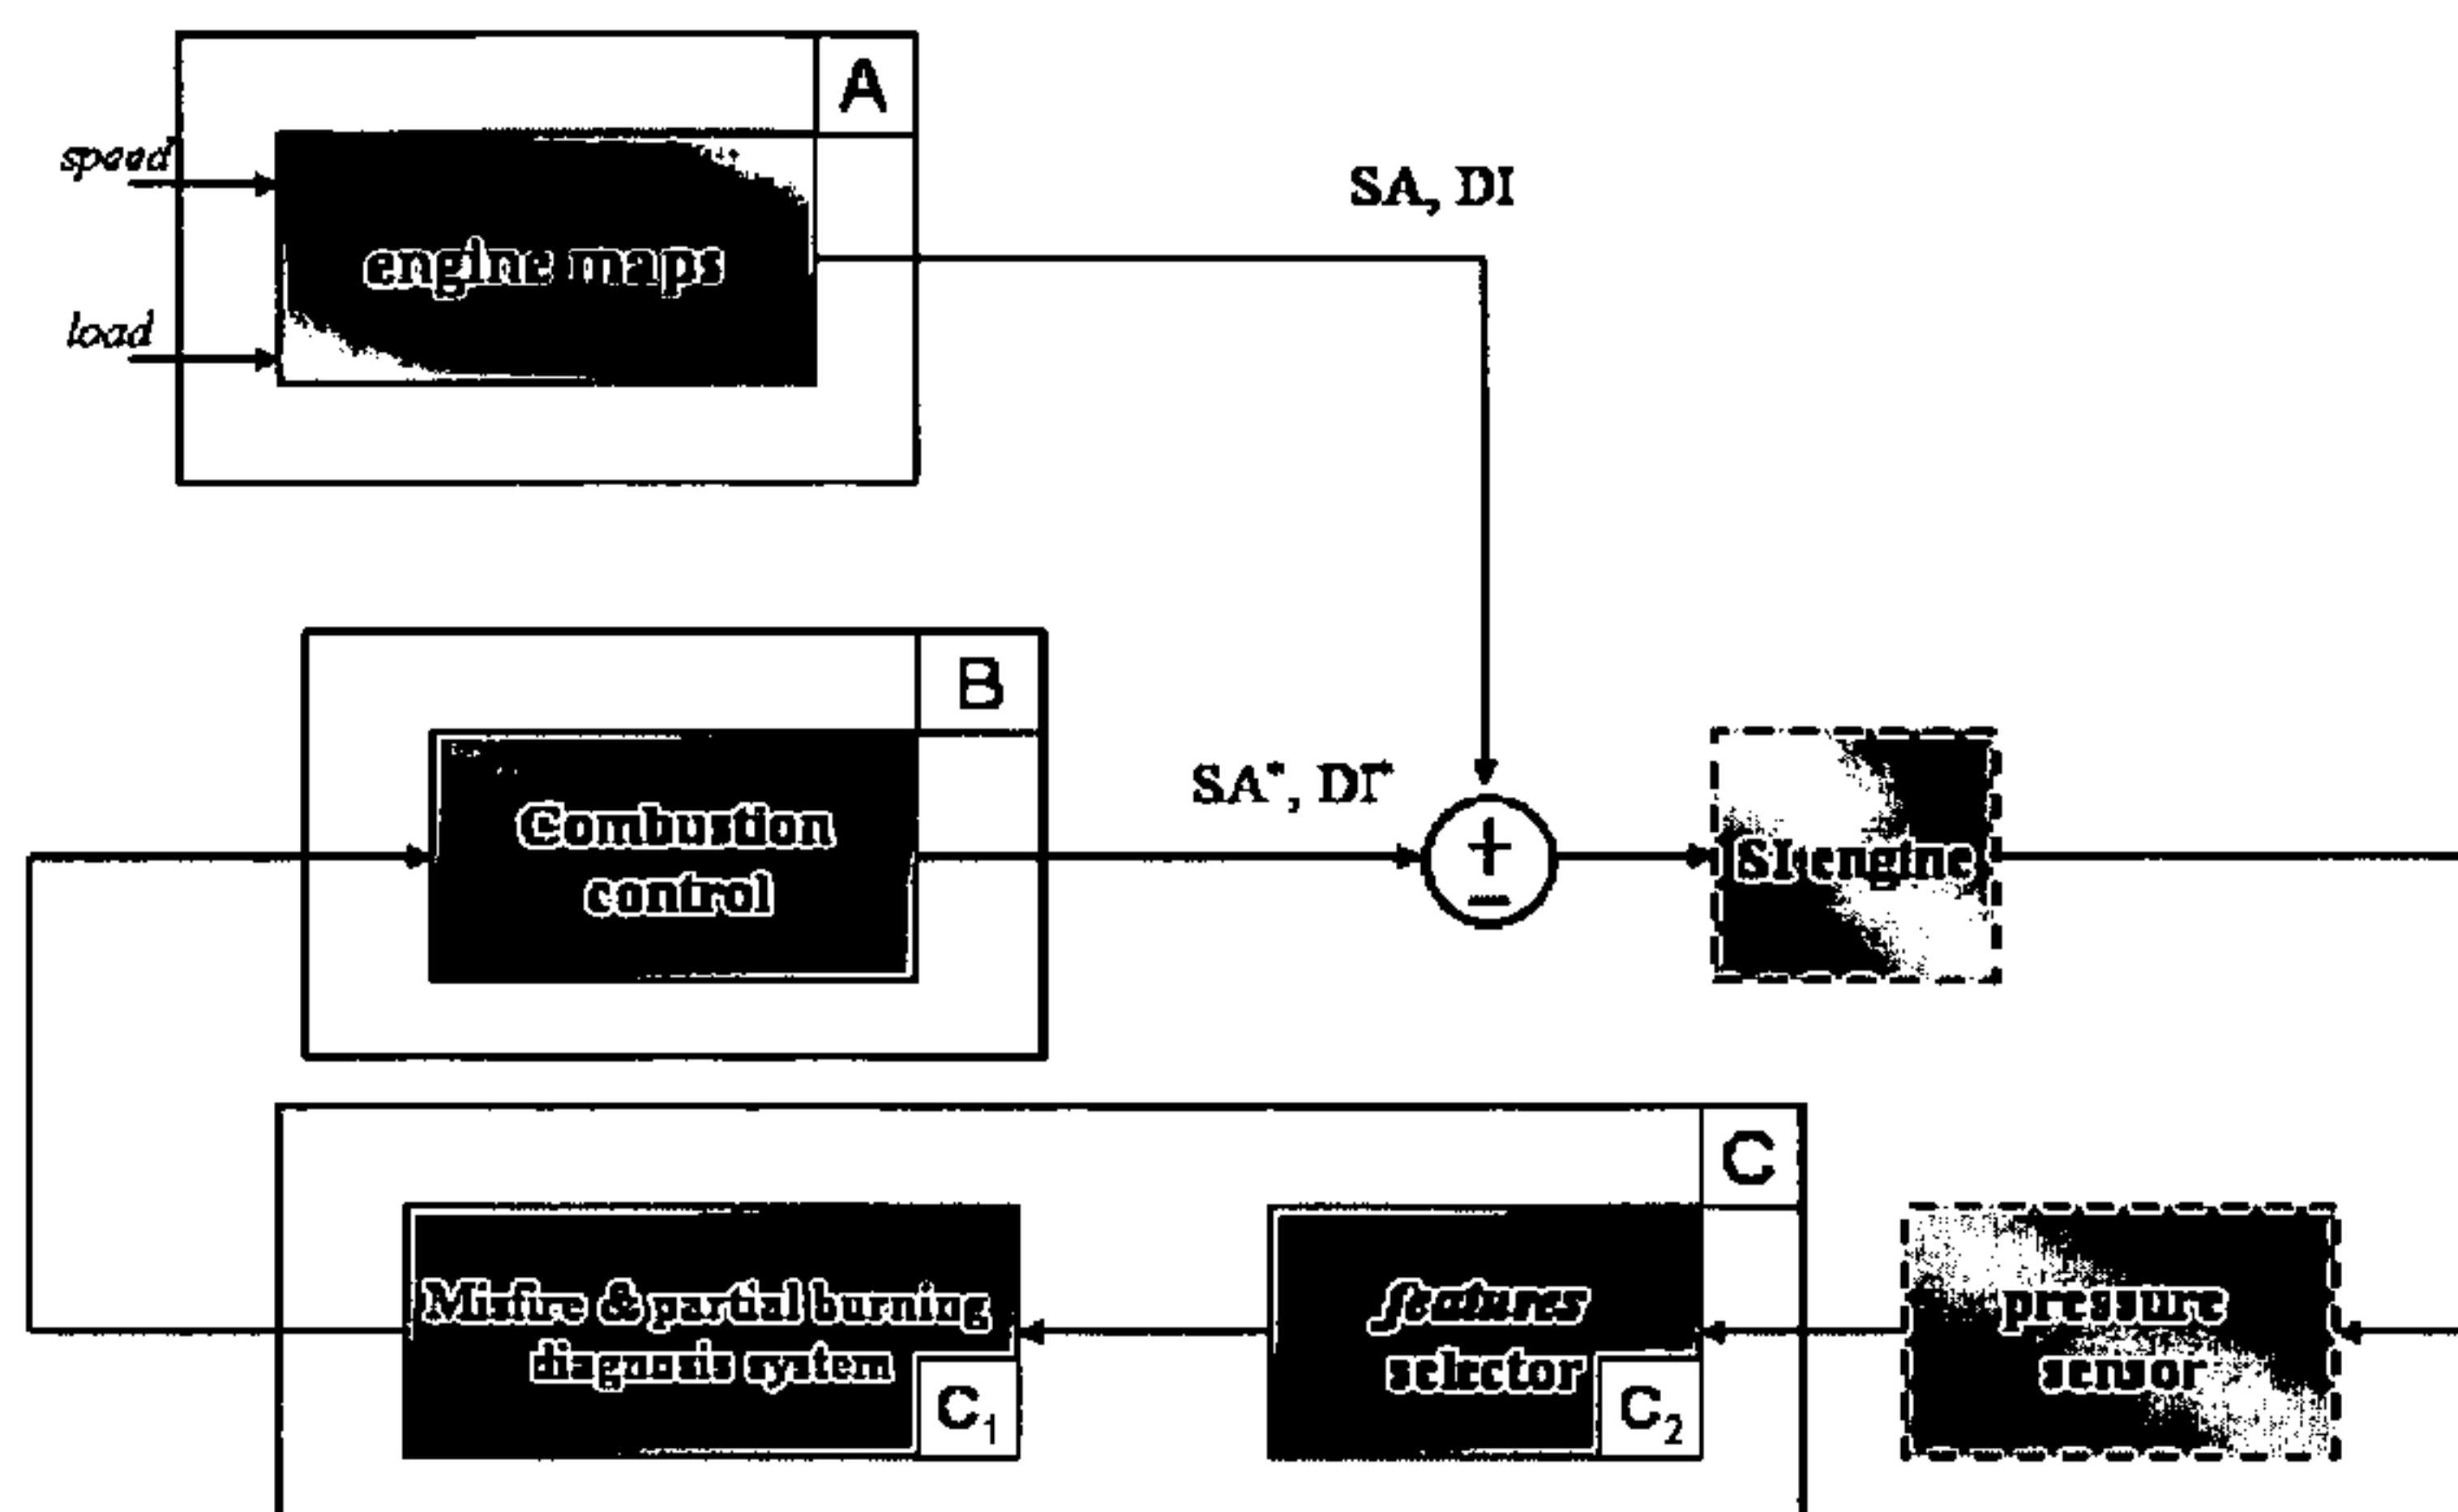 A
speed
engine maps
load
SA, DI
B
Combustion
control
SA*, DI*
+
−
SI engine
C
Misfire & partial burning
diagnosis system
C₁
features
selector
C₂
pressure
sensor